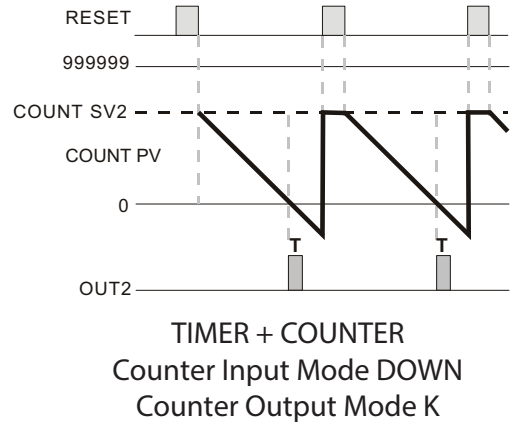 RESET
999999
COUNT SV2
COUNT PV
0
T T
OUT2
TIMER + COUNTER
Counter Input Mode DOWN
Counter Output Mode K